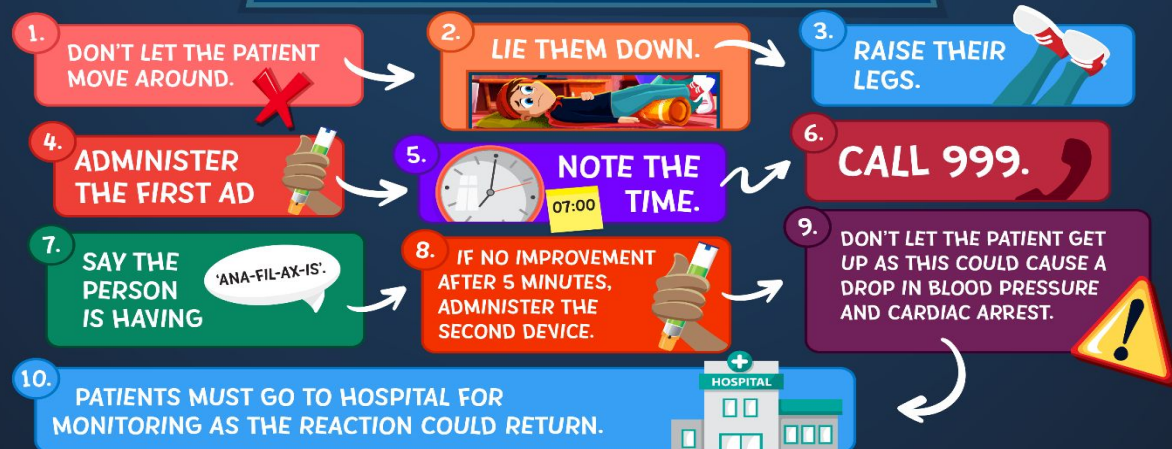 1.
DON'T LET THE PATIENT
MOVE AROUND.
2.
LIE THEM DOWN.
3.
RAISE THEIR
LEGS.
4.
ADMINISTER
THE FIRST AD
5.
NOTE THE
TIME.
07:00
6.
CALL 999.
7.
SAY THE
PERSON
IS HAVING
'ANA-FIL-AX-IS'.
8.
IF NO IMPROVEMENT
AFTER 5 MINUTES,
ADMINISTER THE
SECOND DEVICE.
9.
DON'T LET THE PATIENT GET
UP AS THIS COULD CAUSE A
DROP IN BLOOD PRESSURE
AND CARDIAC ARREST.
10.
PATIENTS MUST GO TO HOSPITAL FOR
MONITORING AS THE REACTION COULD RETURN.
HOSPITAL